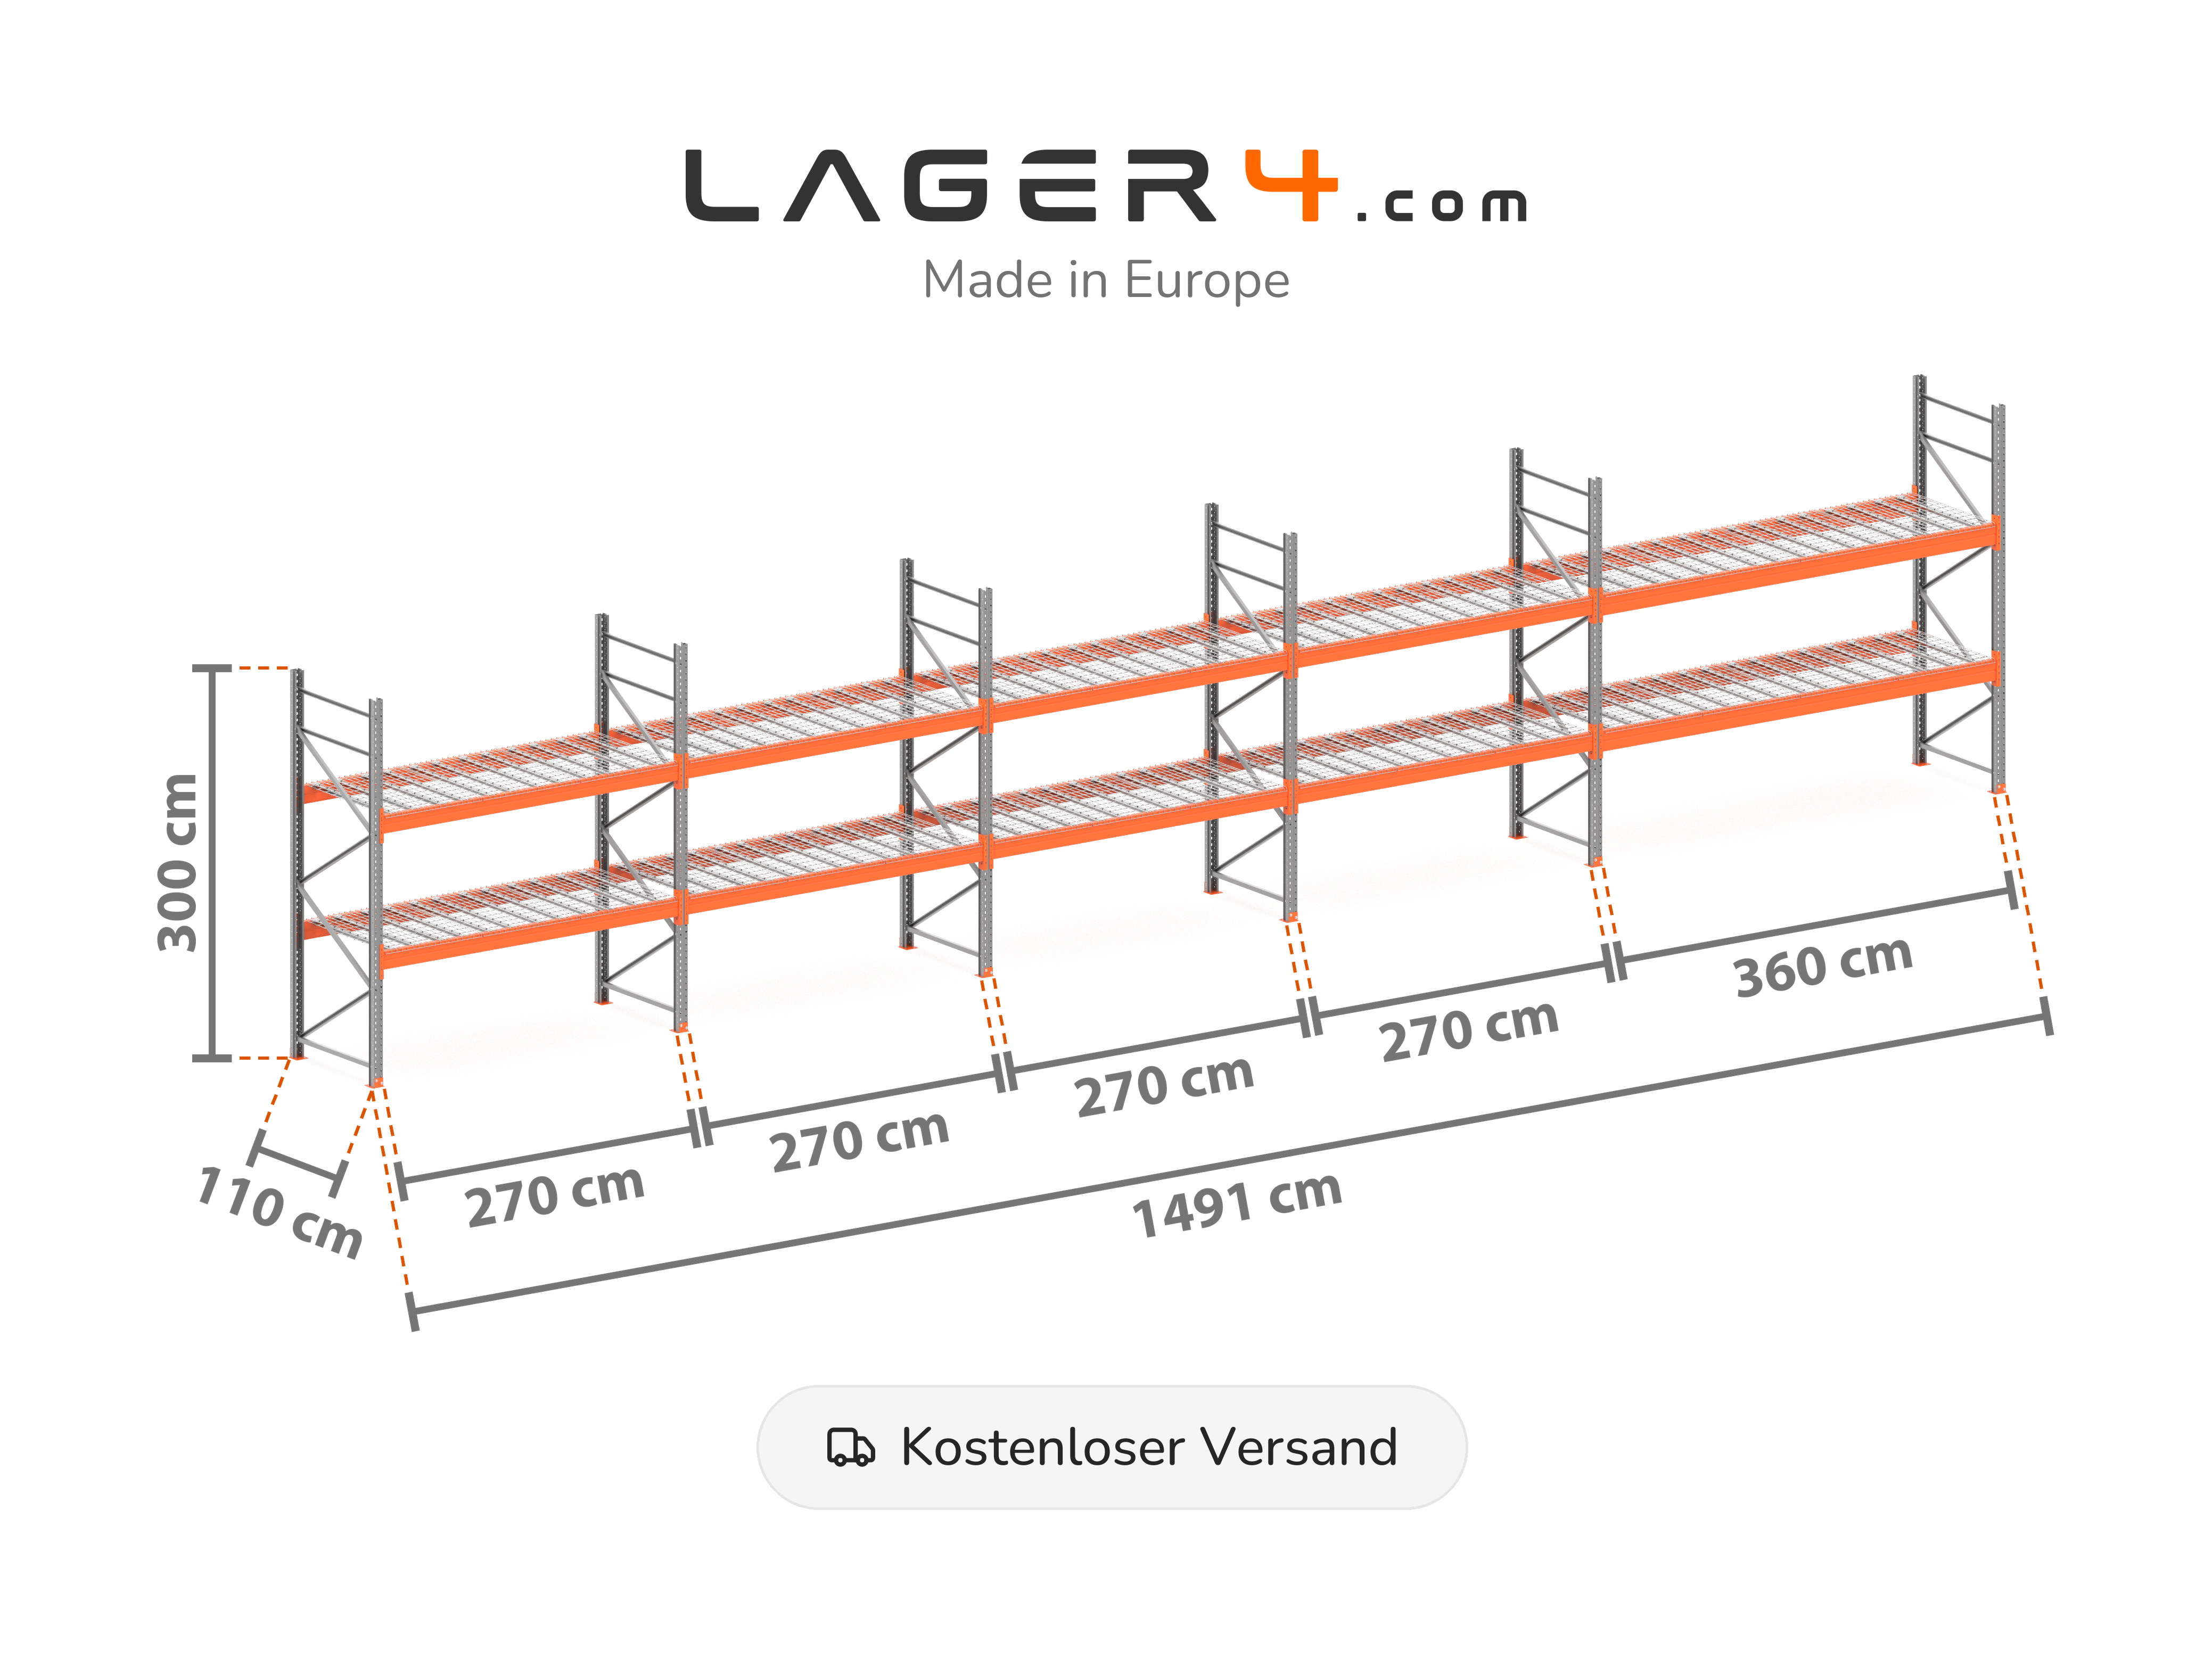 LAGER4.com
Made in Europe
300 cm
110 cm
270 cm
270 cm
270 cm
270 cm
360 cm
1491 cm
Kostenloser Versand